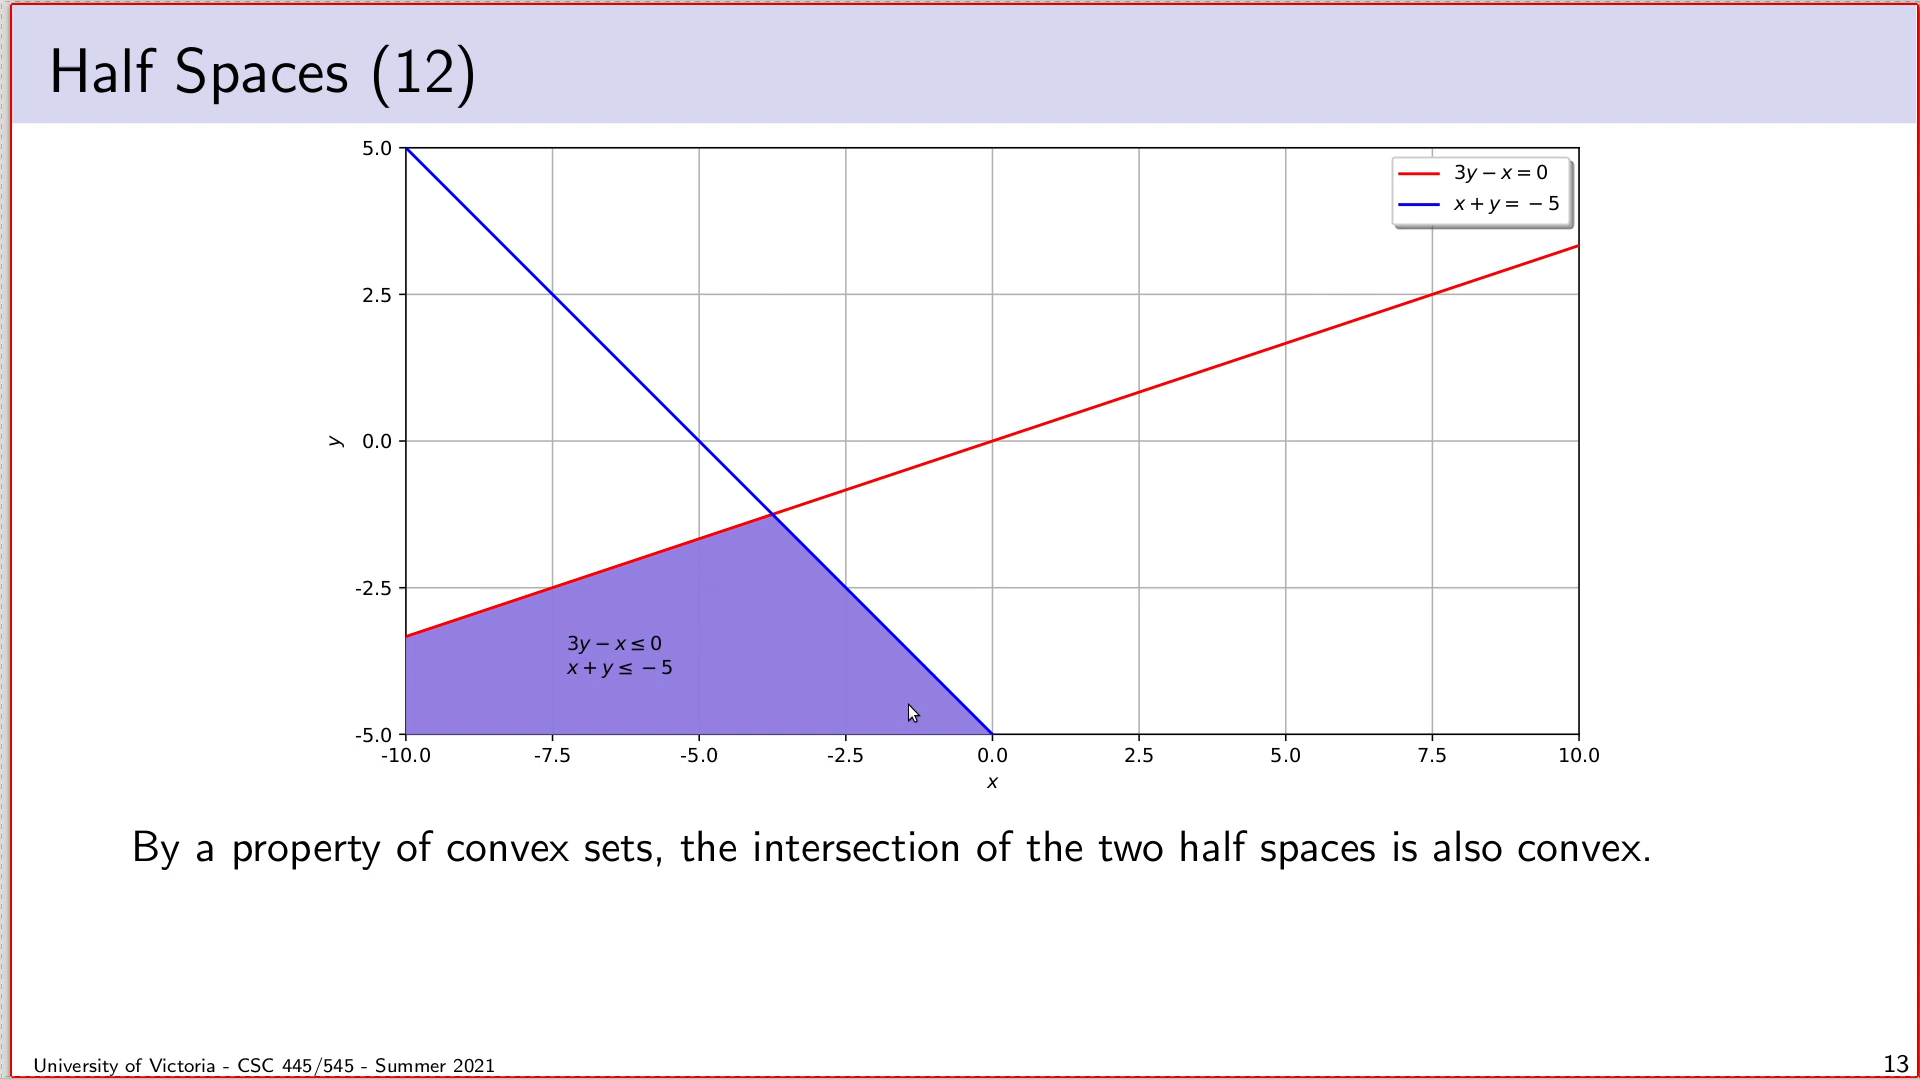 Half Spaces (12)
5.0
2.5
0.0
-2.5
-5.0
y
3y − x = 0
x + y = − 5
3y − x ≤ 0
x + y ≤ − 5
-10.0 -7.5 -5.0 -2.5 0.0 2.5 5.0 7.5 10.0
x
By a property of convex sets, the intersection of the two half spaces is also convex.
University of Victoria - CSC 445/545 - Summer 2021
13